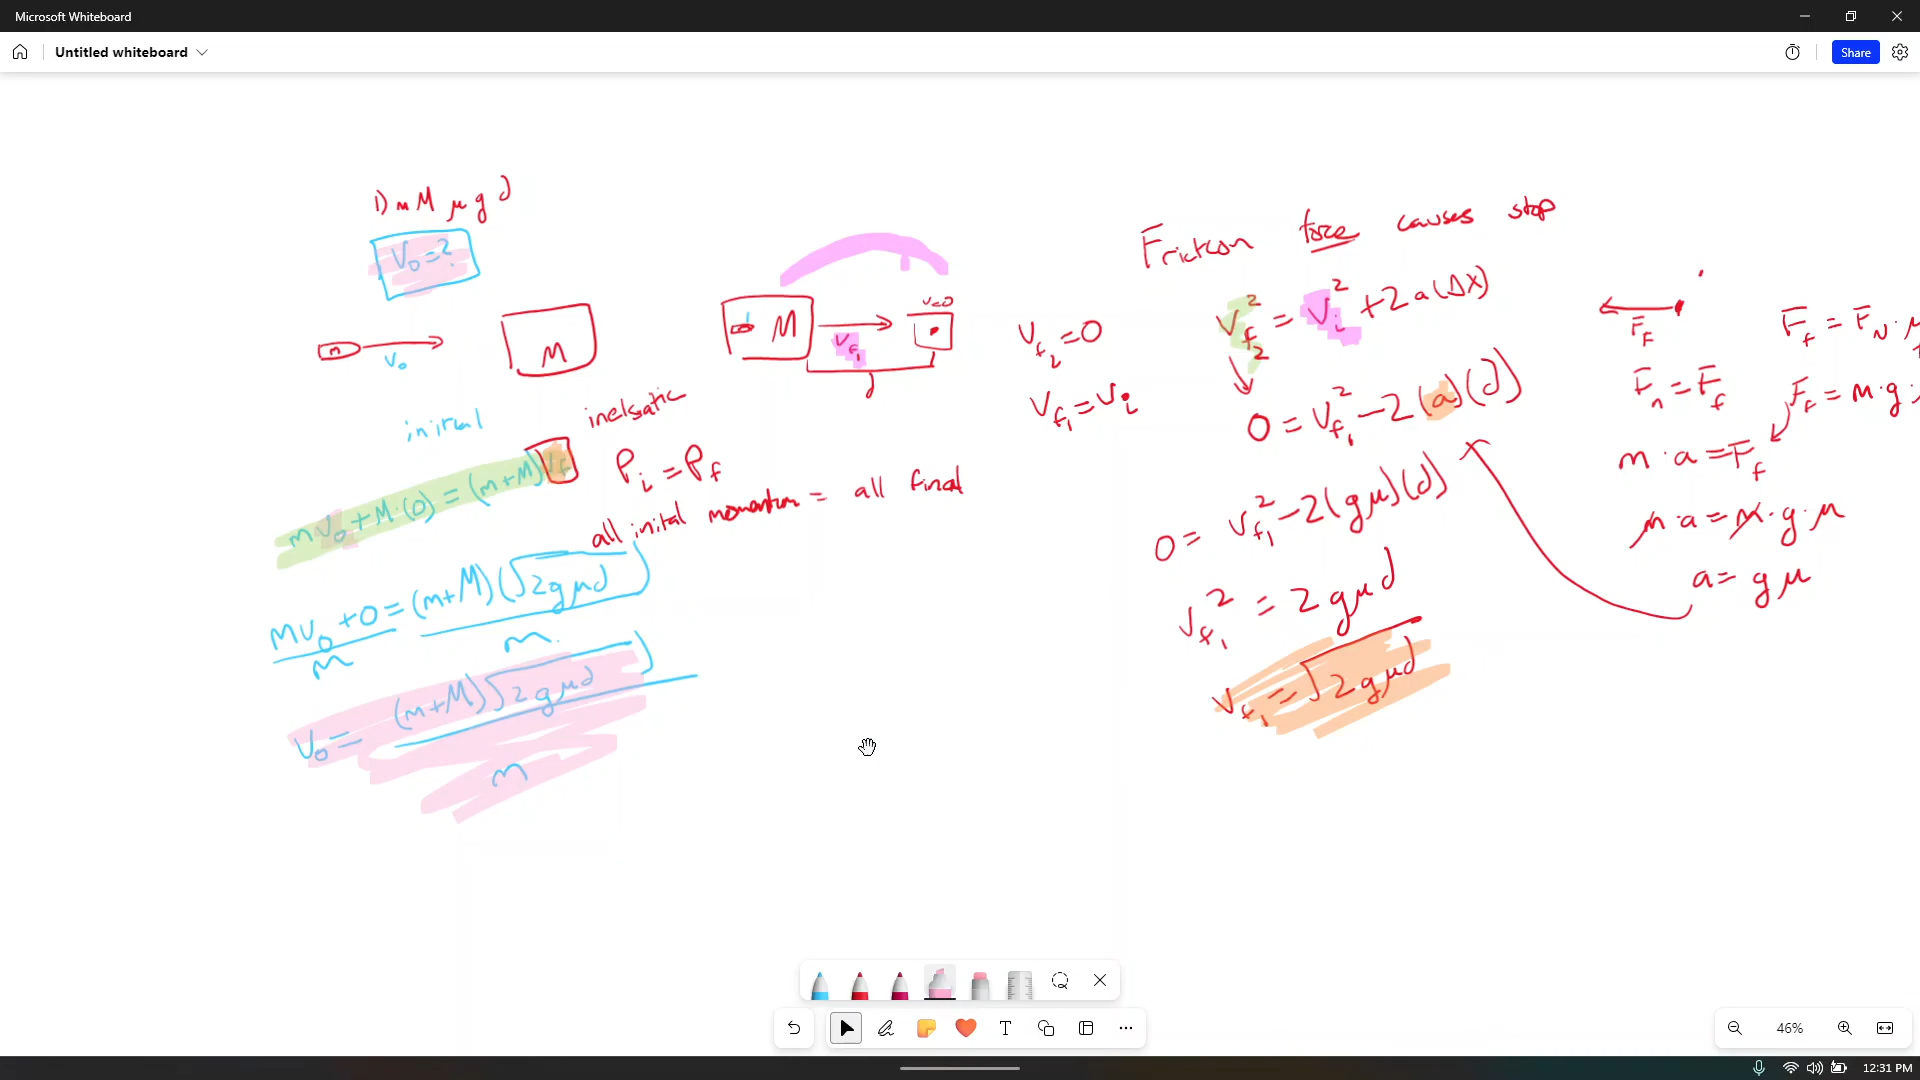 Microsoft Whiteboard
Untitled whiteboard
Share
1) m M μ g d
V₀=?
m
V₀
M
M
V_f₁
v=0
d
V_f₂=0
V_f₁=V_i
initial
inelsatic
mV₀+M·(0)=(m+M)V_f
P_i=P_f
all inital momentum = all final
mV₀+0=(m+M)(√2gμd)
m
m
V₀=(m+M)√2gμd
m
Friction force causes stop
V_f₂²=V_i²+2a(Δx)
0=V_f₁²-2(a)(d)
0=V_f₁²-2(gμ)(d)
V_f₁²=2gμd
V_f₁=√2gμd
F_F
F_f=F_N·μ
F_n=F_f
F_f=m·g·
m·a=F_f
m·a=m·g·μ
a=gμ
46%
12:31 PM